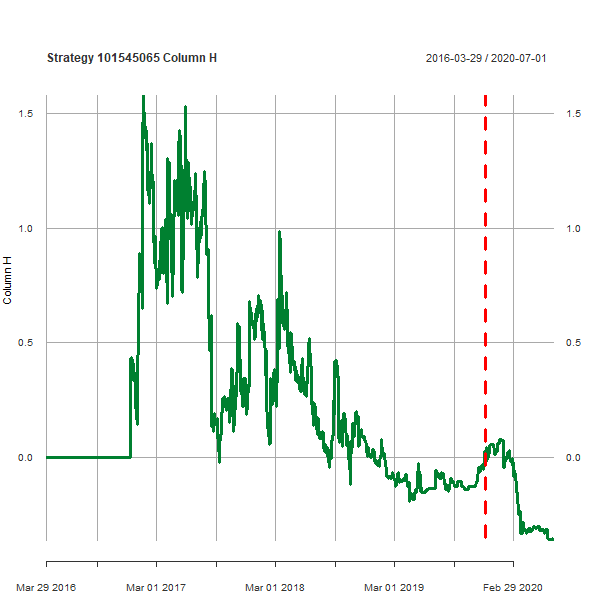 Strategy 101545065 Column H 2016-03-29 / 2020-07-01
1.5 1.5
1.0 1.0
Column H
0.5 0.5
0.0 0.0
Mar 29 2016 Mar 01 2017 Mar 01 2018 Mar 01 2019 Feb 29 2020